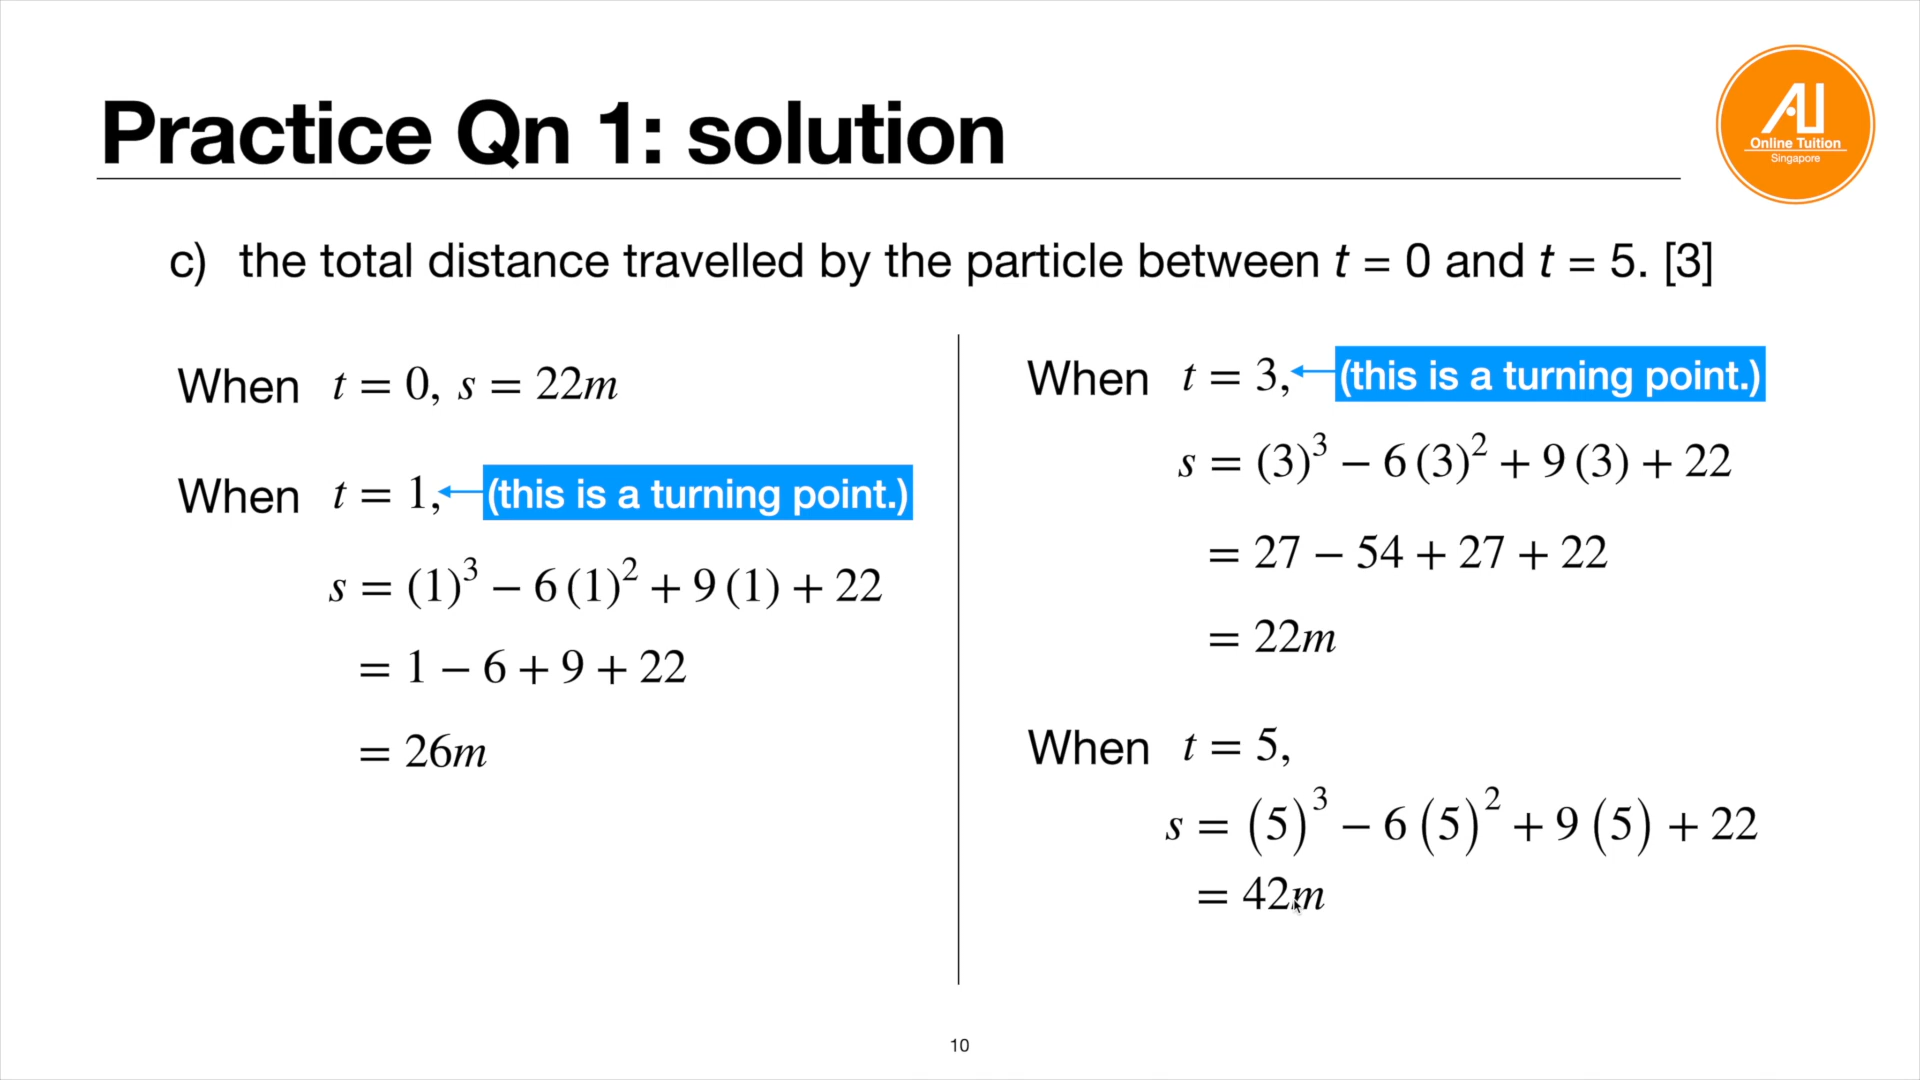 Practice Qn 1: solution
AU
Online Tuition
Singapore
c) the total distance travelled by the particle between t = 0 and t = 5. [3]
When t = 0, s = 22m
When t = 1, (this is a turning point.)
s = (1)³ − 6 (1)² + 9 (1) + 22
= 1 − 6 + 9 + 22
= 26m
When t = 3, (this is a turning point.)
s = (3)³ − 6 (3)² + 9 (3) + 22
= 27 − 54 + 27 + 22
= 22m
When t = 5,
s = (5)³ − 6 (5)² + 9 (5) + 22
= 42m
10